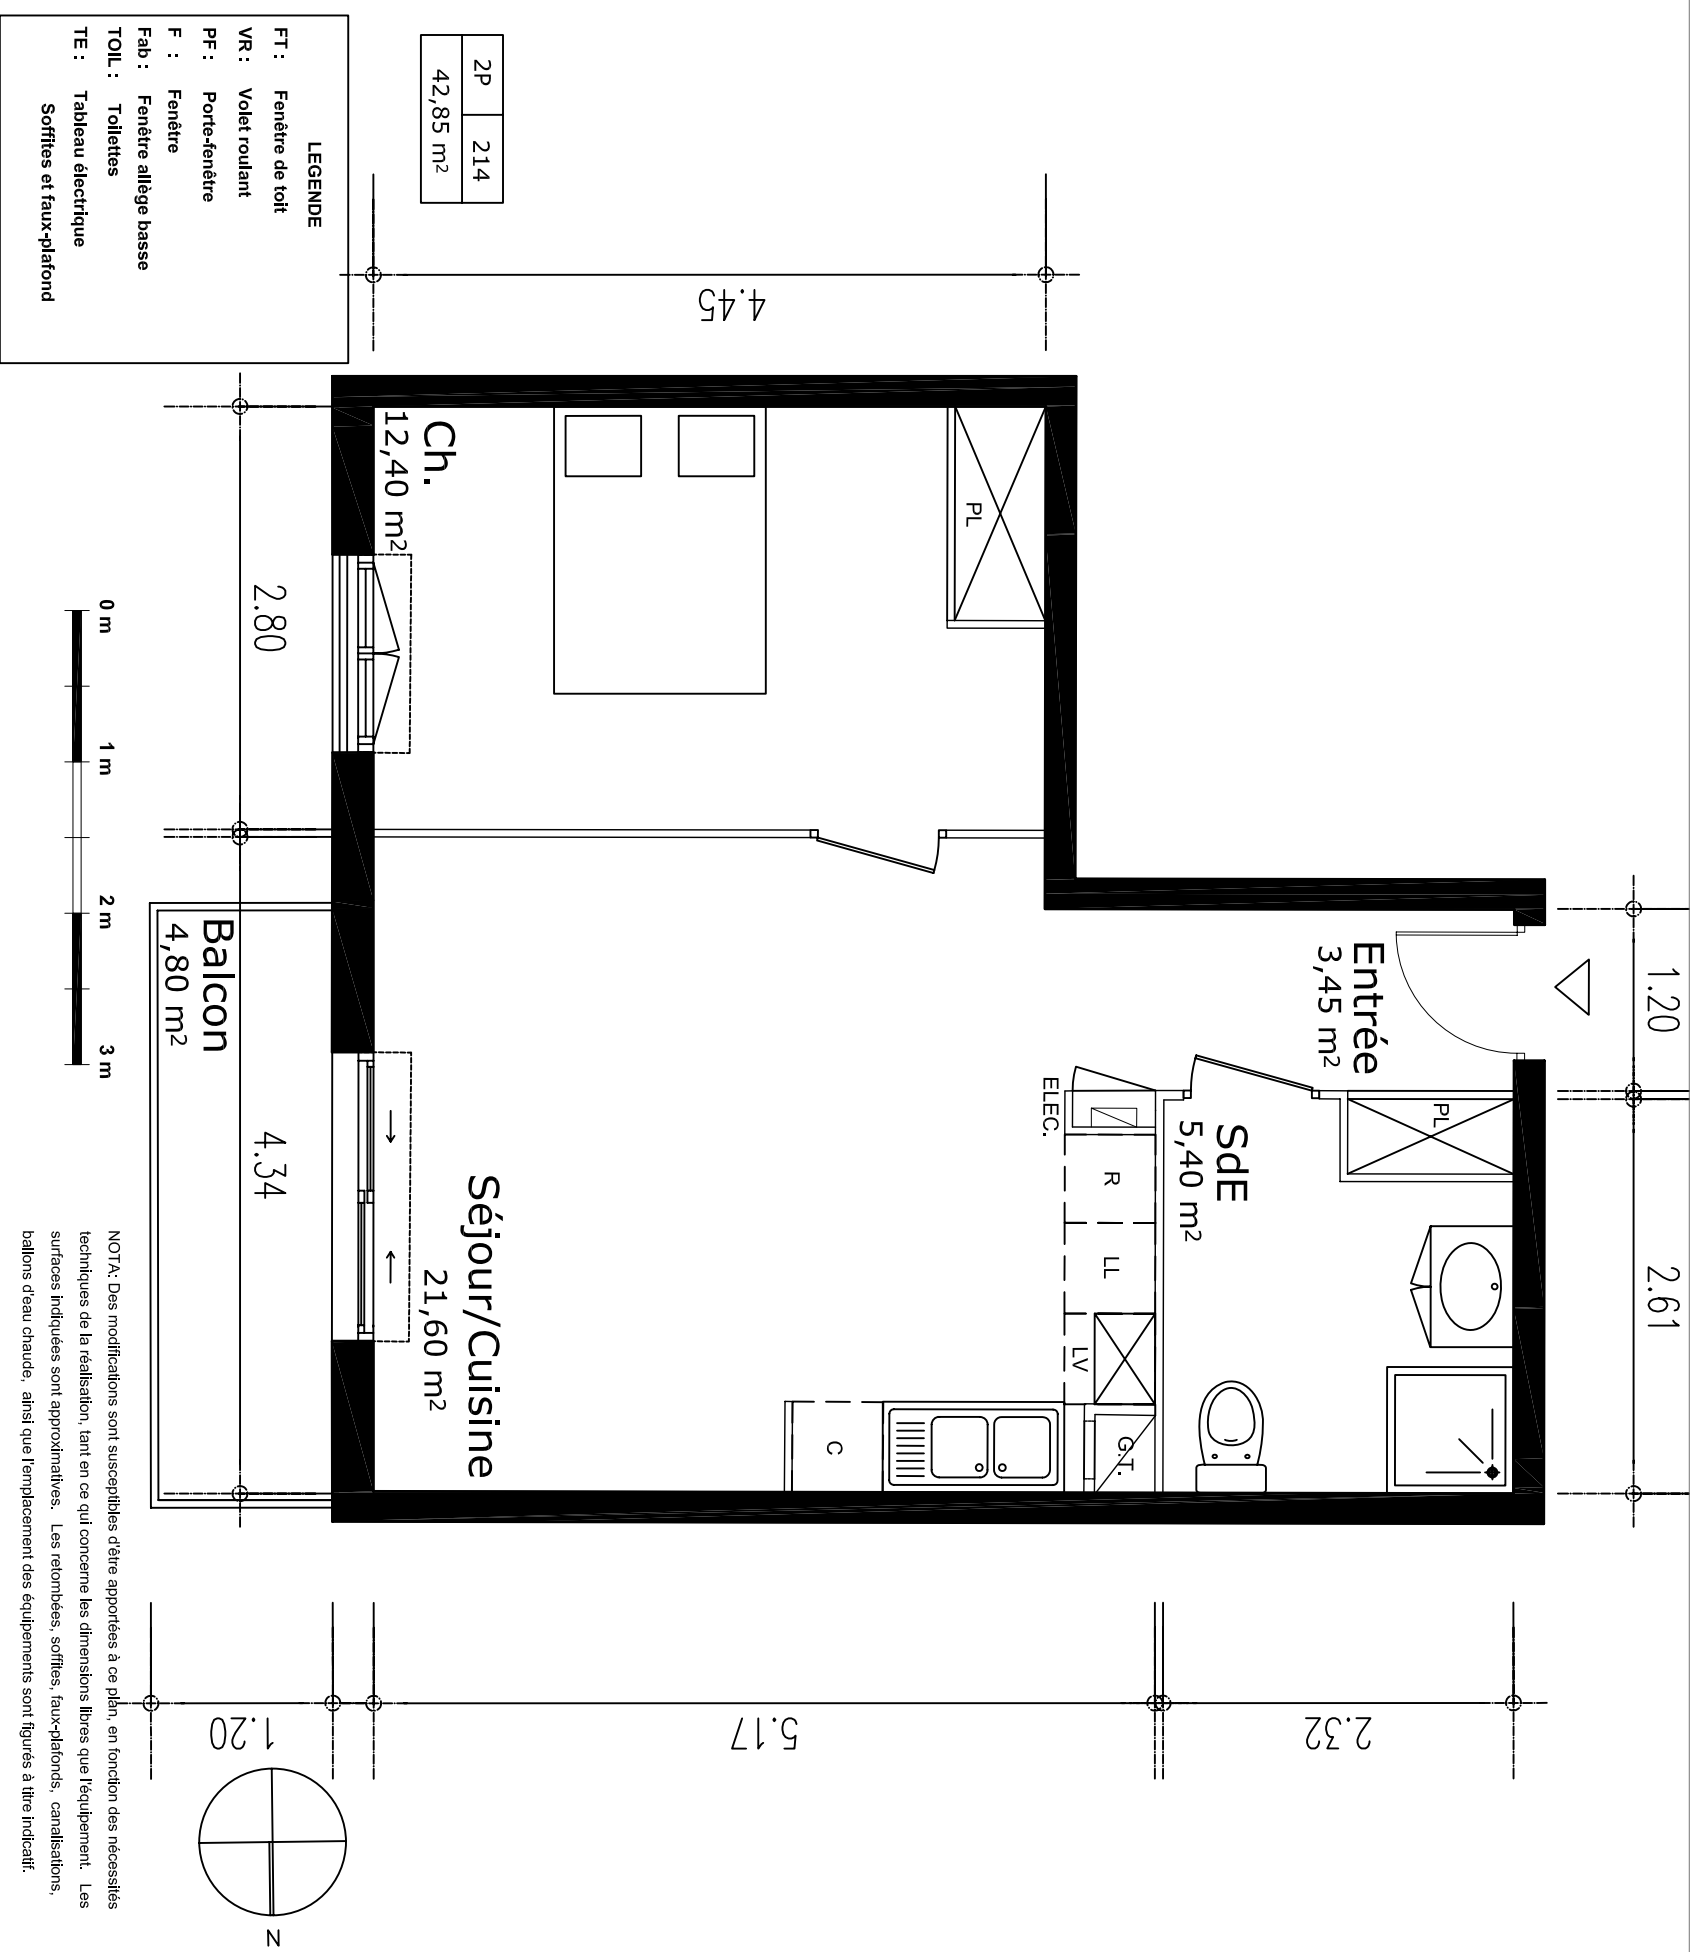 2P
214
42,85 m²
LEGENDE
FT : Fenêtre de toit
VR : Volet roulant
PF : Porte-fenêtre
F : Fenêtre
Fab : Fenêtre allège basse
TOIL : Toilettes
TE : Tableau électrique
Soffites et faux-plafond
4.45
1.20
2.61
PL
Ch.
12,40 m²
Entrée
3,45 m²
PL
SdE
5,40 m²
ELEC.
R
LL
LV
G.T.
C
Séjour/Cuisine
21,60 m²
Balcon
4,80 m²
2.80
4.34
2.32
5.17
1.20
0 m
1 m
2 m
3 m
N
NOTA: Des modifications sont susceptibles d'être apportées à ce plan, en fonction des nécessités
techniques de la réalisation, tant en ce qui concerne les dimensions libres que l'équipement. Les
surfaces indiquées sont approximatives. Les retombées, soffites, faux-plafonds, canalisations,
ballons d'eau chaude, ainsi que l'emplacement des équipements sont figurés à titre indicatif.